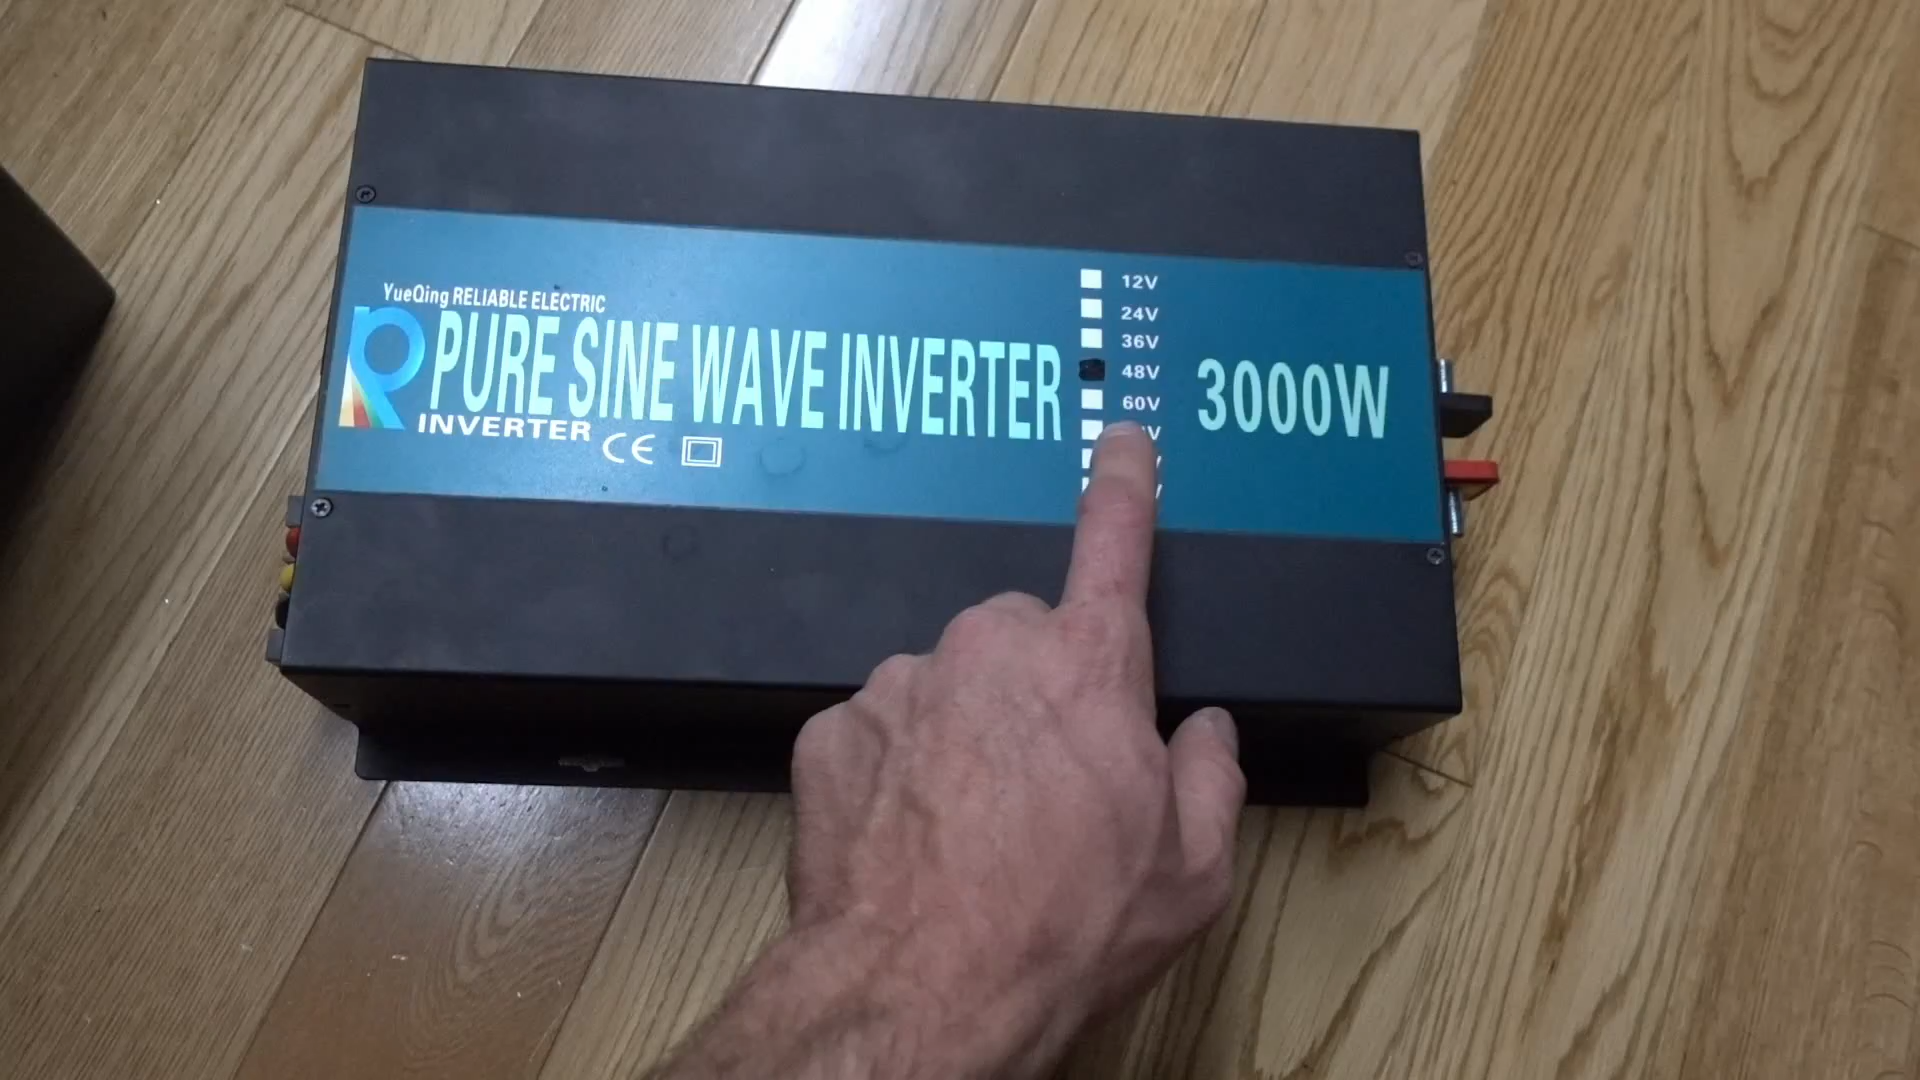 YueQing RELIABLE ELECTRIC
PURE SINE WAVE INVERTER
INVERTER
CE
12V
24V
36V
48V
60V
3000W